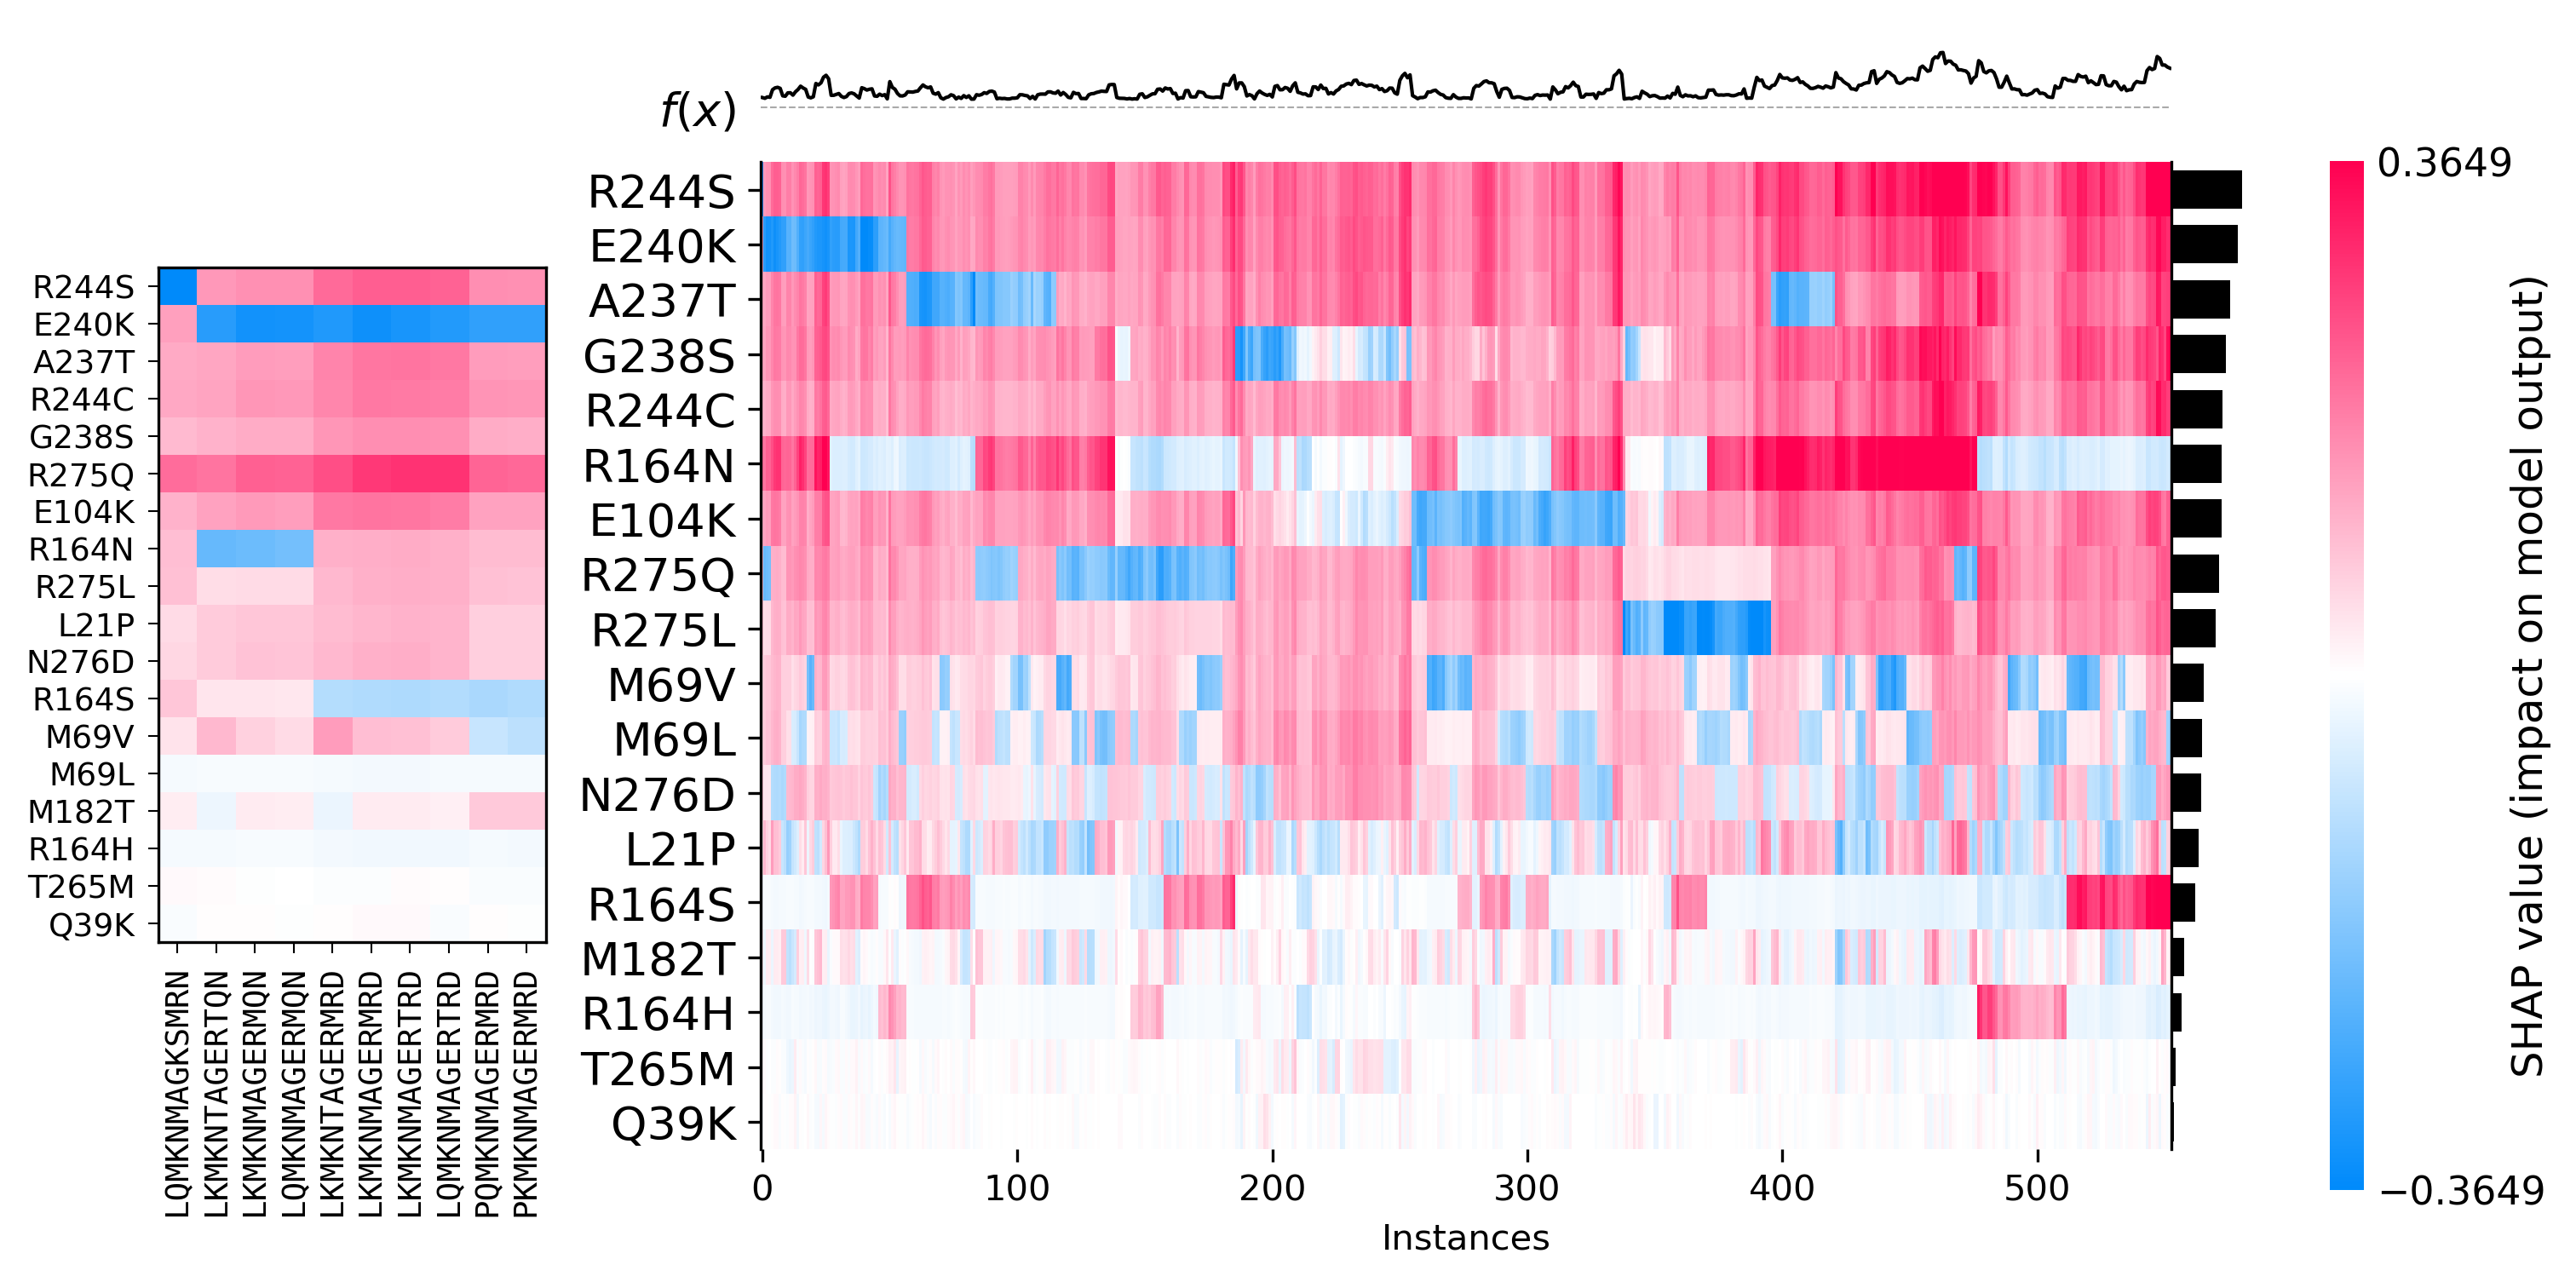 R244S
E240K
A237T
R244C
G238S
R275Q
E104K
R164N
R275L
L21P
N276D
R164S
M69V
M69L
M182T
R164H
T265M
Q39K
LQMKNMAGKSMRN
LKMKNTAGERTQN
LKMKNMAGERMQN
LQMKNMAGERMQN
LKMKNTAGERMRD
LKMKNMAGERMRD
LKMKNMAGERTRD
LQMKNMAGERTRD
PQMKNMAGERMRD
PKMKNMAGERMRD
f(x)
R244S
E240K
A237T
G238S
R244C
R164N
E104K
R275Q
R275L
M69V
M69L
N276D
L21P
R164S
M182T
R164H
T265M
Q39K
0 100 200 300 400 500
Instances
0.3649
−0.3649
SHAP value (impact on model output)